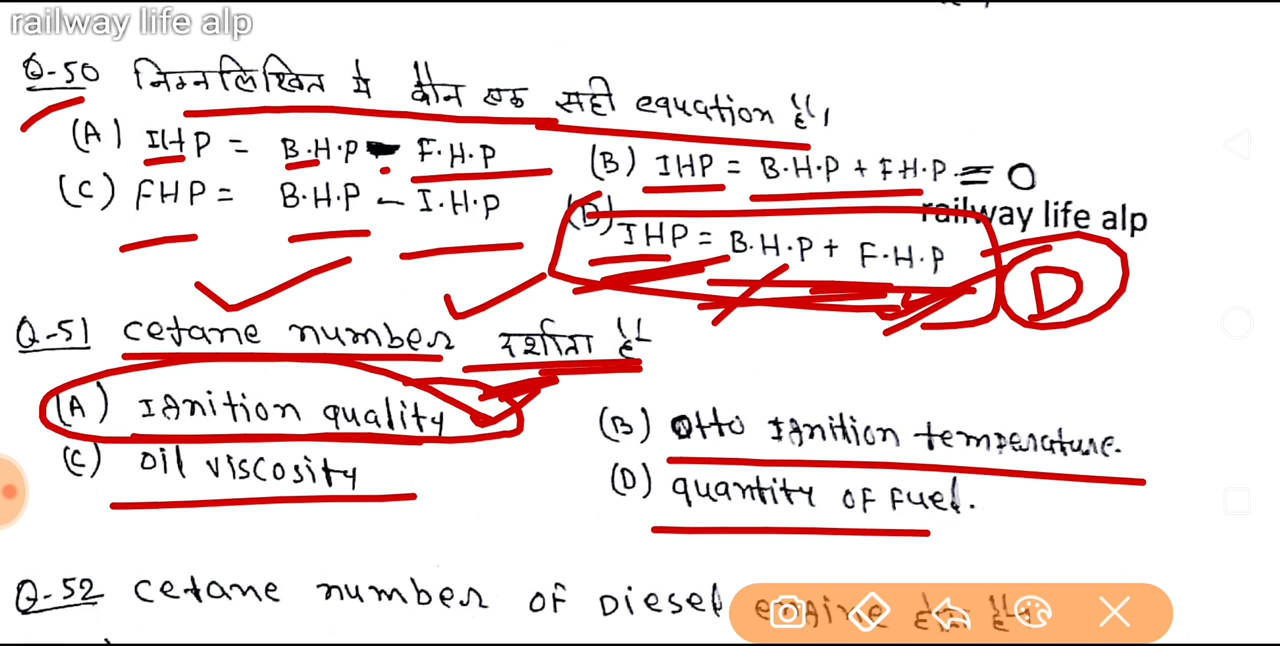 railway life alp
Q-50 निम्नलिखित में कौन एक सही equation है,
(A) IHP = B.H.P - F.H.P
(B) IHP = B.H.P + F.H.P. = 0
(C) FHP = B.H.P - I.H.P
railway life alp
(D) IHP = B.H.P + F.H.P
D
Q-51 cetane number दर्शाता है
(A) Ignition quality
(B) Otto Ignition temperature.
(C) oil viscosity
(D) quantity of fuel.
Q-52 cetane number of Diesel engine होता है